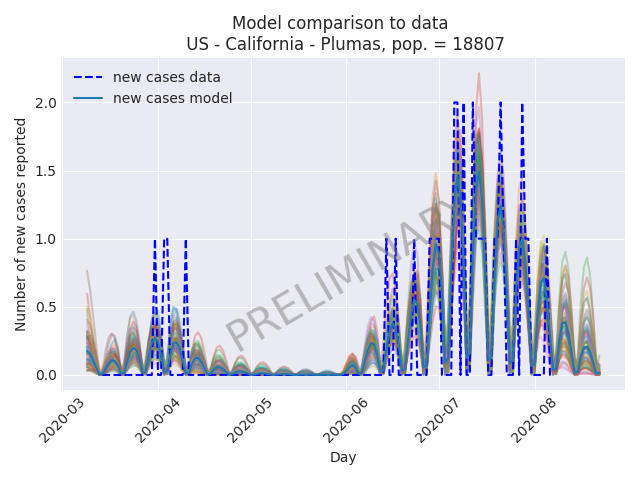 Model comparison to data
US - California - Plumas, pop. = 18807
new cases data
new cases model
Number of new cases reported
2.0
1.5
1.0
0.5
0.0
PRELIMINARY
2020-03
2020-04
2020-05
2020-06
2020-07
2020-08
Day